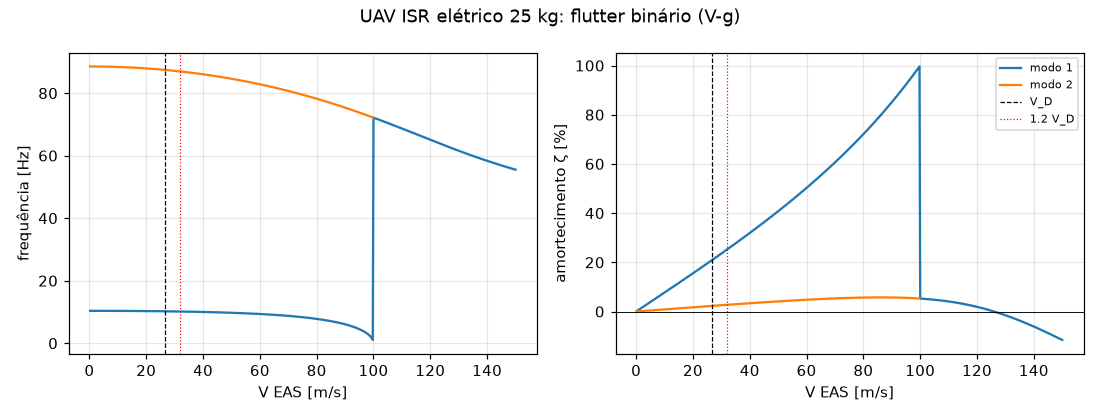 UAV ISR elétrico 25 kg: flutter binário (V-g)
frequência [Hz]
80
60
40
20
0
0 20 40 60 80 100 120 140
V EAS [m/s]
amortecimento ζ [%]
100
80
60
40
20
0
0 20 40 60 80 100 120 140
V EAS [m/s]
modo 1
modo 2
V_D
1.2 V_D